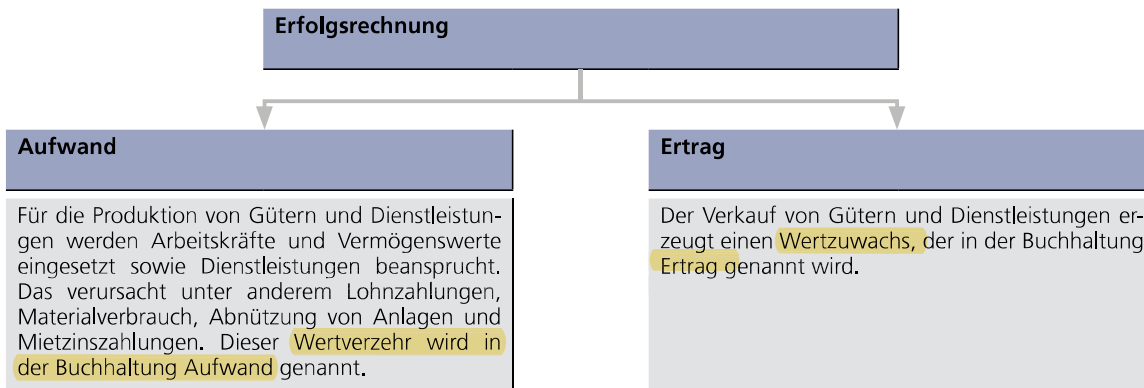 Erfolgsrechnung
Aufwand
Für die Produktion von Gütern und Dienstleistun-
gen werden Arbeitskräfte und Vermögenswerte
eingesetzt sowie Dienstleistungen beansprucht.
Das verursacht unter anderem Lohnzahlungen,
Materialverbrauch, Abnützung von Anlagen und
Mietzinszahlungen. Dieser Wertverzehr wird in
der Buchhaltung Aufwand genannt.
Ertrag
Der Verkauf von Gütern und Dienstleistungen er-
zeugt einen Wertzuwachs, der in der Buchhaltung
Ertrag genannt wird.